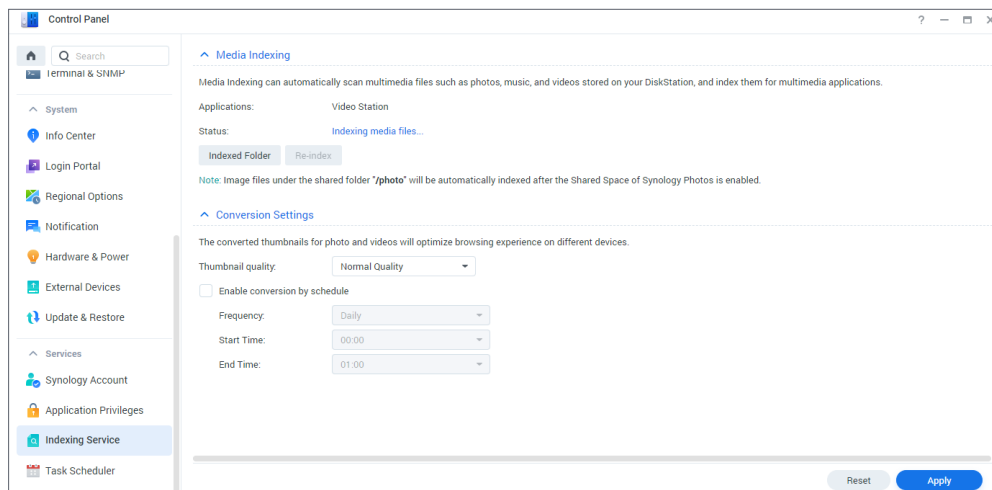 Control Panel
?
Search
Terminal & SNMP
System
Info Center
Login Portal
Regional Options
Notification
Hardware & Power
External Devices
Update & Restore
Services
Synology Account
Application Privileges
Indexing Service
Task Scheduler
Media Indexing
Media Indexing can automatically scan multimedia files such as photos, music, and videos stored on your DiskStation, and index them for multimedia applications.
Applications: Video Station
Status: Indexing media files...
Indexed Folder Re-index
Note: Image files under the shared folder "/photo" will be automatically indexed after the Shared Space of Synology Photos is enabled.
Conversion Settings
The converted thumbnails for photo and videos will optimize browsing experience on different devices.
Thumbnail quality: Normal Quality
Enable conversion by schedule
Frequency: Daily
Start Time: 00:00
End Time: 01:00
Reset Apply